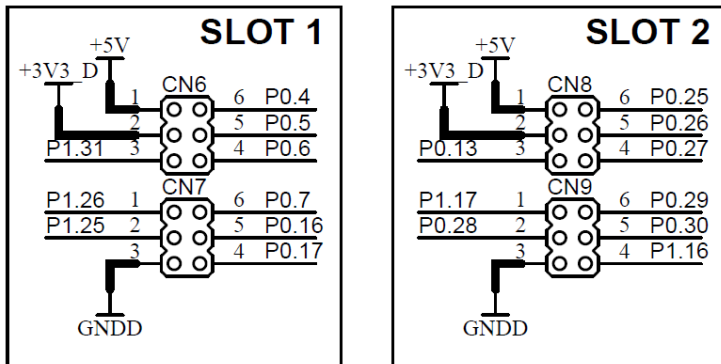 SLOT 1
+5V
+3V3_D
CN6
1 6 P0.4
2 5 P0.5
P1.31 3 4 P0.6
CN7
P1.26 1 6 P0.7
P1.25 2 5 P0.16
3 4 P0.17
GNDD
SLOT 2
+5V
+3V3_D
CN8
1 6 P0.25
2 5 P0.26
P0.13 3 4 P0.27
CN9
P1.17 1 6 P0.29
P0.28 2 5 P0.30
3 4 P1.16
GNDD